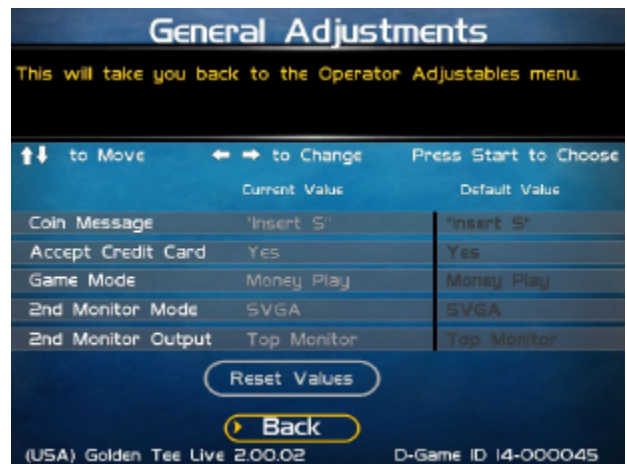 General Adjustments
This will take you back to the Operator Adjustables menu.
⬆⬇ to Move ⬅ ➡ to Change Press Start to Choose
Current Value Default Value
Coin Message "Insert $" "Insert $"
Accept Credit Card Yes Yes
Game Mode Money Play Money Play
2nd Monitor Mode SVGA SVGA
2nd Monitor Output Top Monitor Top Monitor
Reset Values
Back
(USA) Golden Tee Live 2.00.02 D-Game ID 14-000045